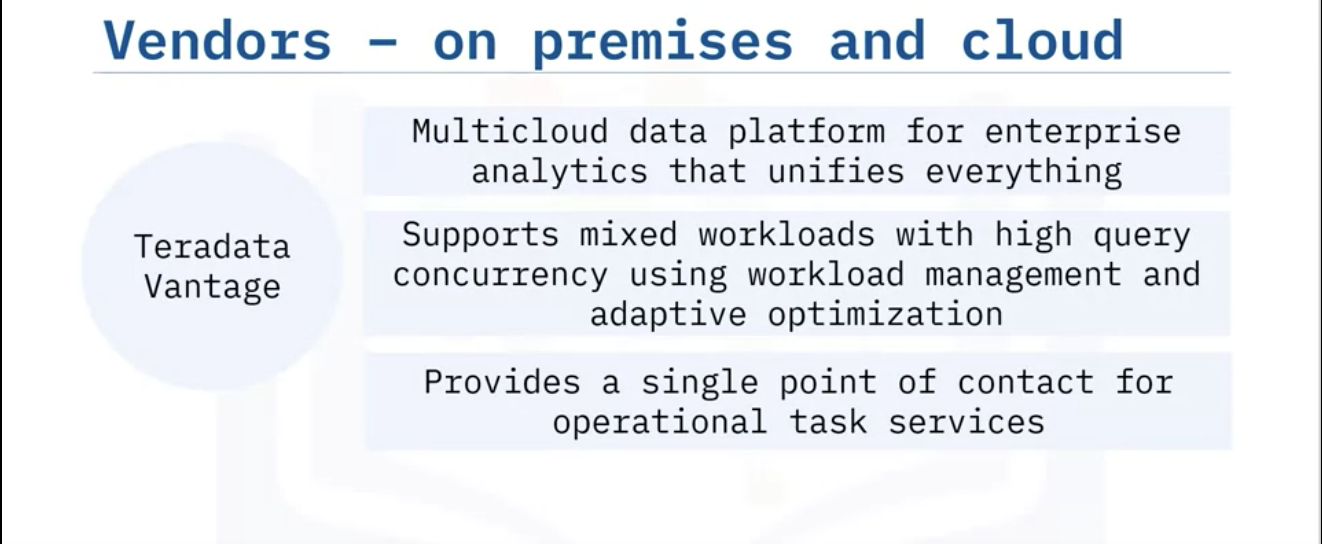 Vendors – on premises and cloud
Teradata
Vantage
Multicloud data platform for enterprise
analytics that unifies everything
Supports mixed workloads with high query
concurrency using workload management and
adaptive optimization
Provides a single point of contact for
operational task services